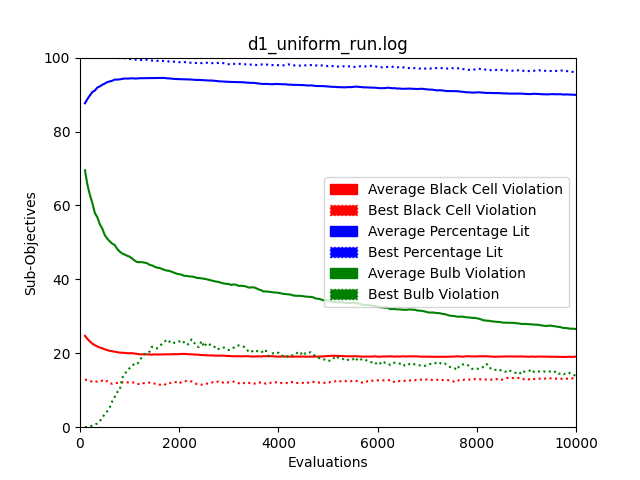 d1_uniform_run.log
100
80
60
40
20
0
Sub-Objectives
Average Black Cell Violation
Best Black Cell Violation
Average Percentage Lit
Best Percentage Lit
Average Bulb Violation
Best Bulb Violation
0 2000 4000 6000 8000 10000
Evaluations